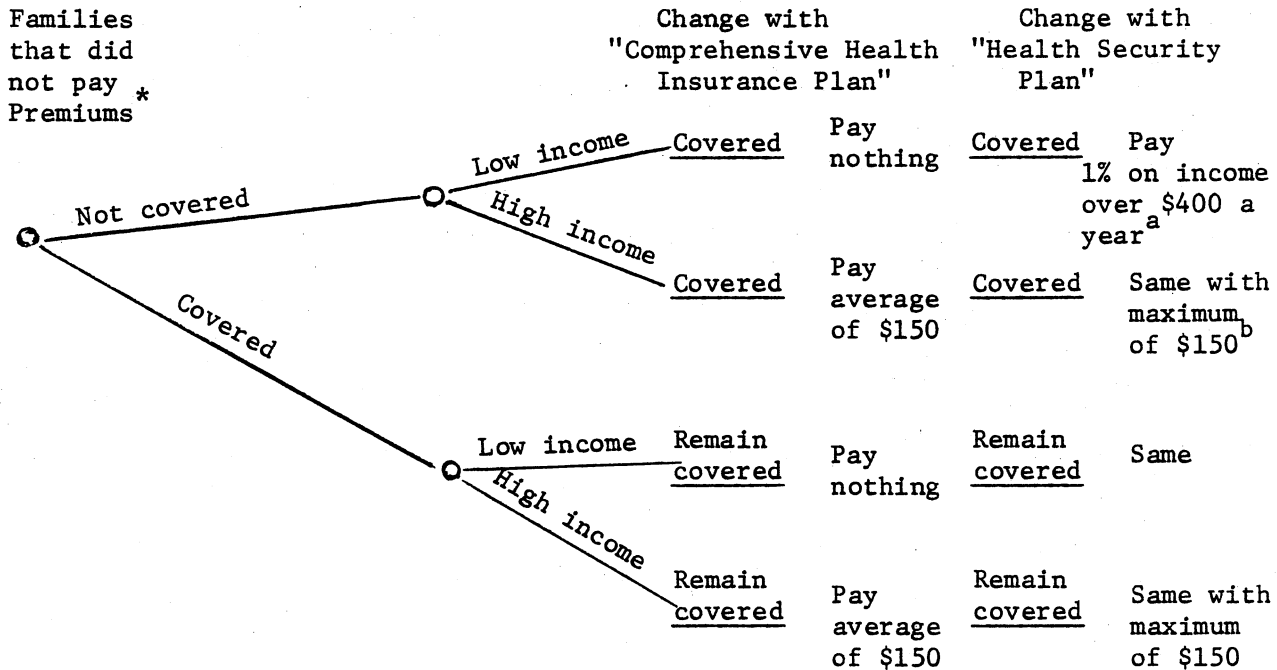 Families
that did
not pay
Premiums*
Change with
"Comprehensive Health
Insurance Plan"
Change with
"Health Security
Plan"
Not covered
Low income
Covered
Pay
nothing
Covered
Pay
1% on income
over $400 a
year a
High income
Covered
Pay
average
of $150
Covered
Same with
maximum b
of $150
Covered
Low income
Remain
covered
Pay
nothing
Remain
covered
Same
High income
Remain
covered
Pay
average
of $150
Remain
covered
Same with
maximum
of $150